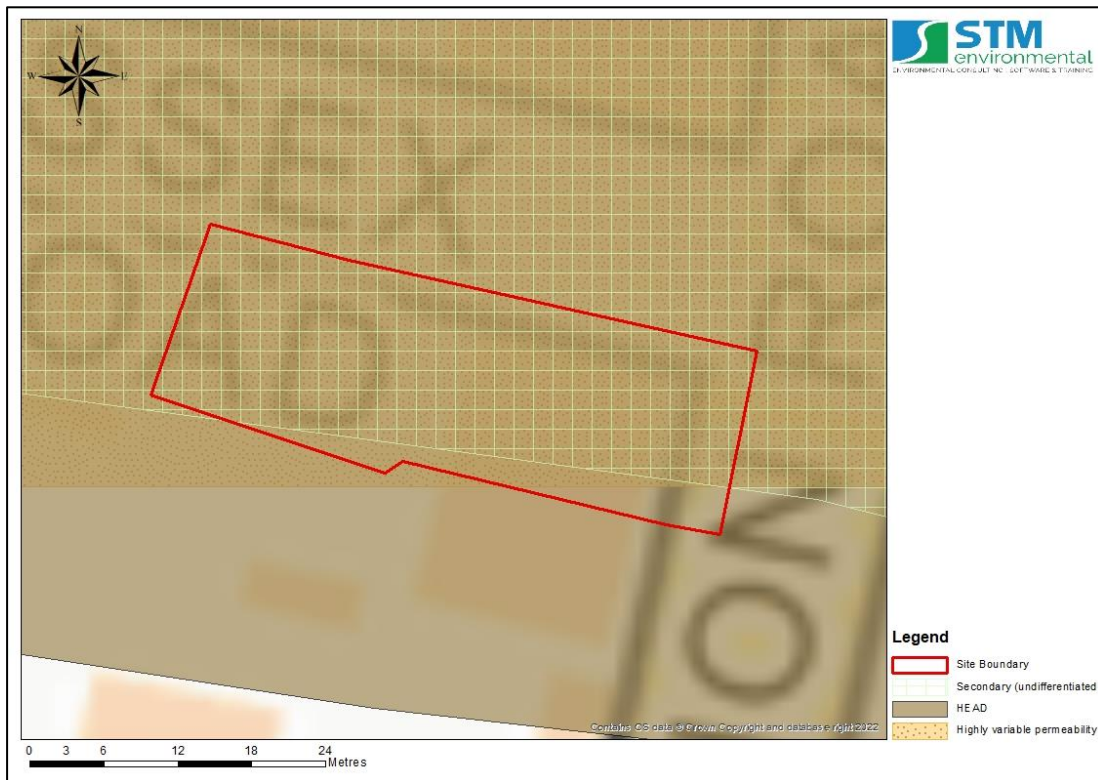 N
W E
S
STM
environmental
ENVIRONMENTAL CONSULTING SOFTWARE & TRAINING
S E X
O A D
O N
Legend
Site Boundary
Secondary (undifferentiated
HEAD
Highly variable permeability
Contains OS data © Crown Copyright and database right 2022
0 3 6 12 18 24
Metres